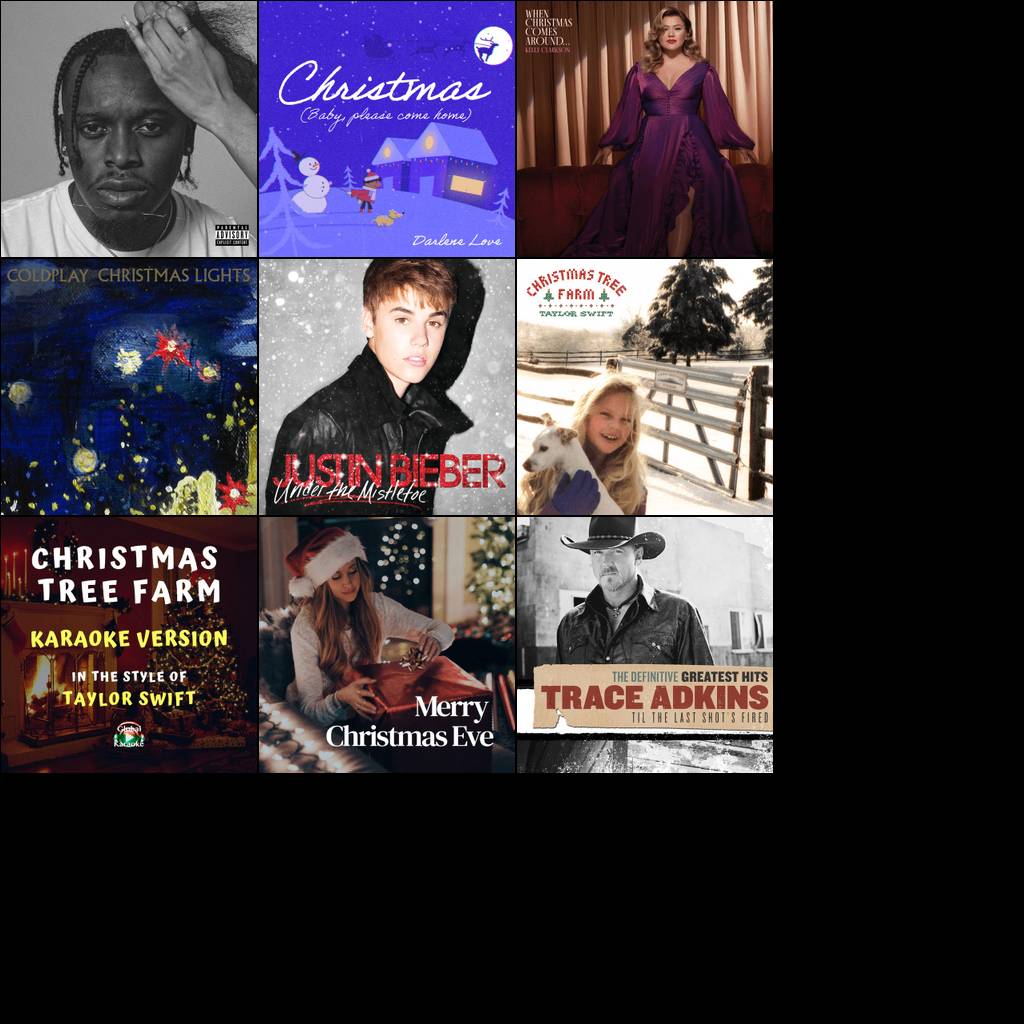 PARENTAL
ADVISORY
EXPLICIT CONTENT
Christmas
(Baby, please come home)
Darlene Love
WHEN
CHRISTMAS
COMES
AROUND...
KELLY CLARKSON
COLDPLAY CHRISTMAS LIGHTS
JUSTIN BIEBER
Under the Mistletoe
CHRISTMAS TREE
FARM
TAYLOR SWIFT
CHRISTMAS
TREE FARM
KARAOKE VERSION
IN THE STYLE OF
TAYLOR SWIFT
Global
Karaoke
Merry
Christmas Eve
THE DEFINITIVE GREATEST HITS
TRACE ADKINS
TIL THE LAST SHOT'S FIRED